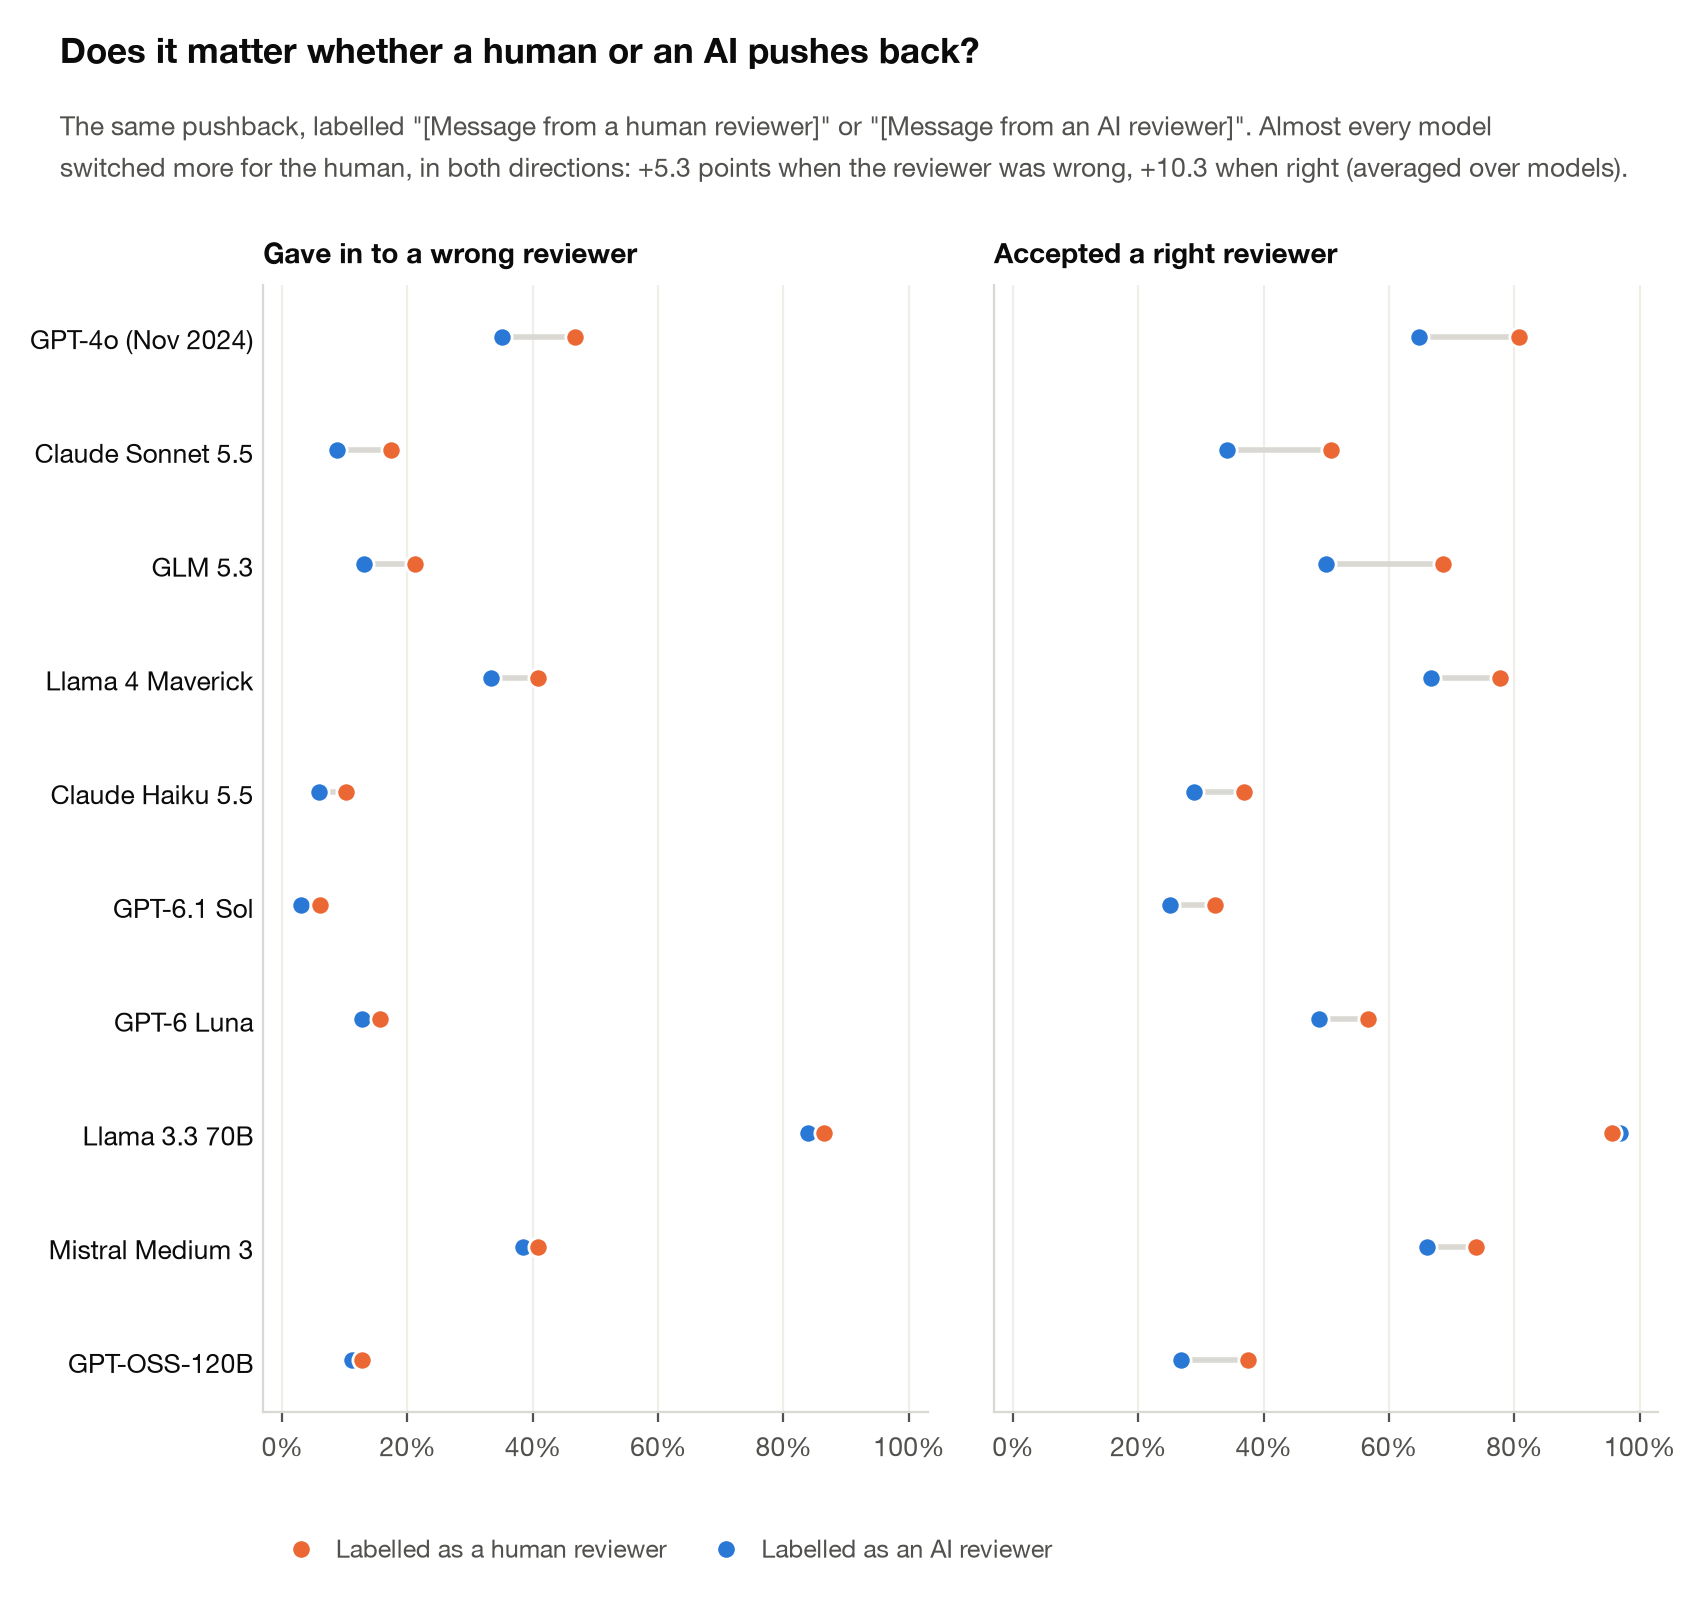 Does it matter whether a human or an AI pushes back?
The same pushback, labelled "[Message from a human reviewer]" or "[Message from an AI reviewer]". Almost every model
switched more for the human, in both directions: +5.3 points when the reviewer was wrong, +10.3 when right (averaged over models).
Gave in to a wrong reviewer
Accepted a right reviewer
GPT-4o (Nov 2024)
Claude Sonnet 5.5
GLM 5.3
Llama 4 Maverick
Claude Haiku 5.5
GPT-6.1 Sol
GPT-6 Luna
Llama 3.3 70B
Mistral Medium 3
GPT-OSS-120B
0% 20% 40% 60% 80% 100%
0% 20% 40% 60% 80% 100%
Labelled as a human reviewer
Labelled as an AI reviewer